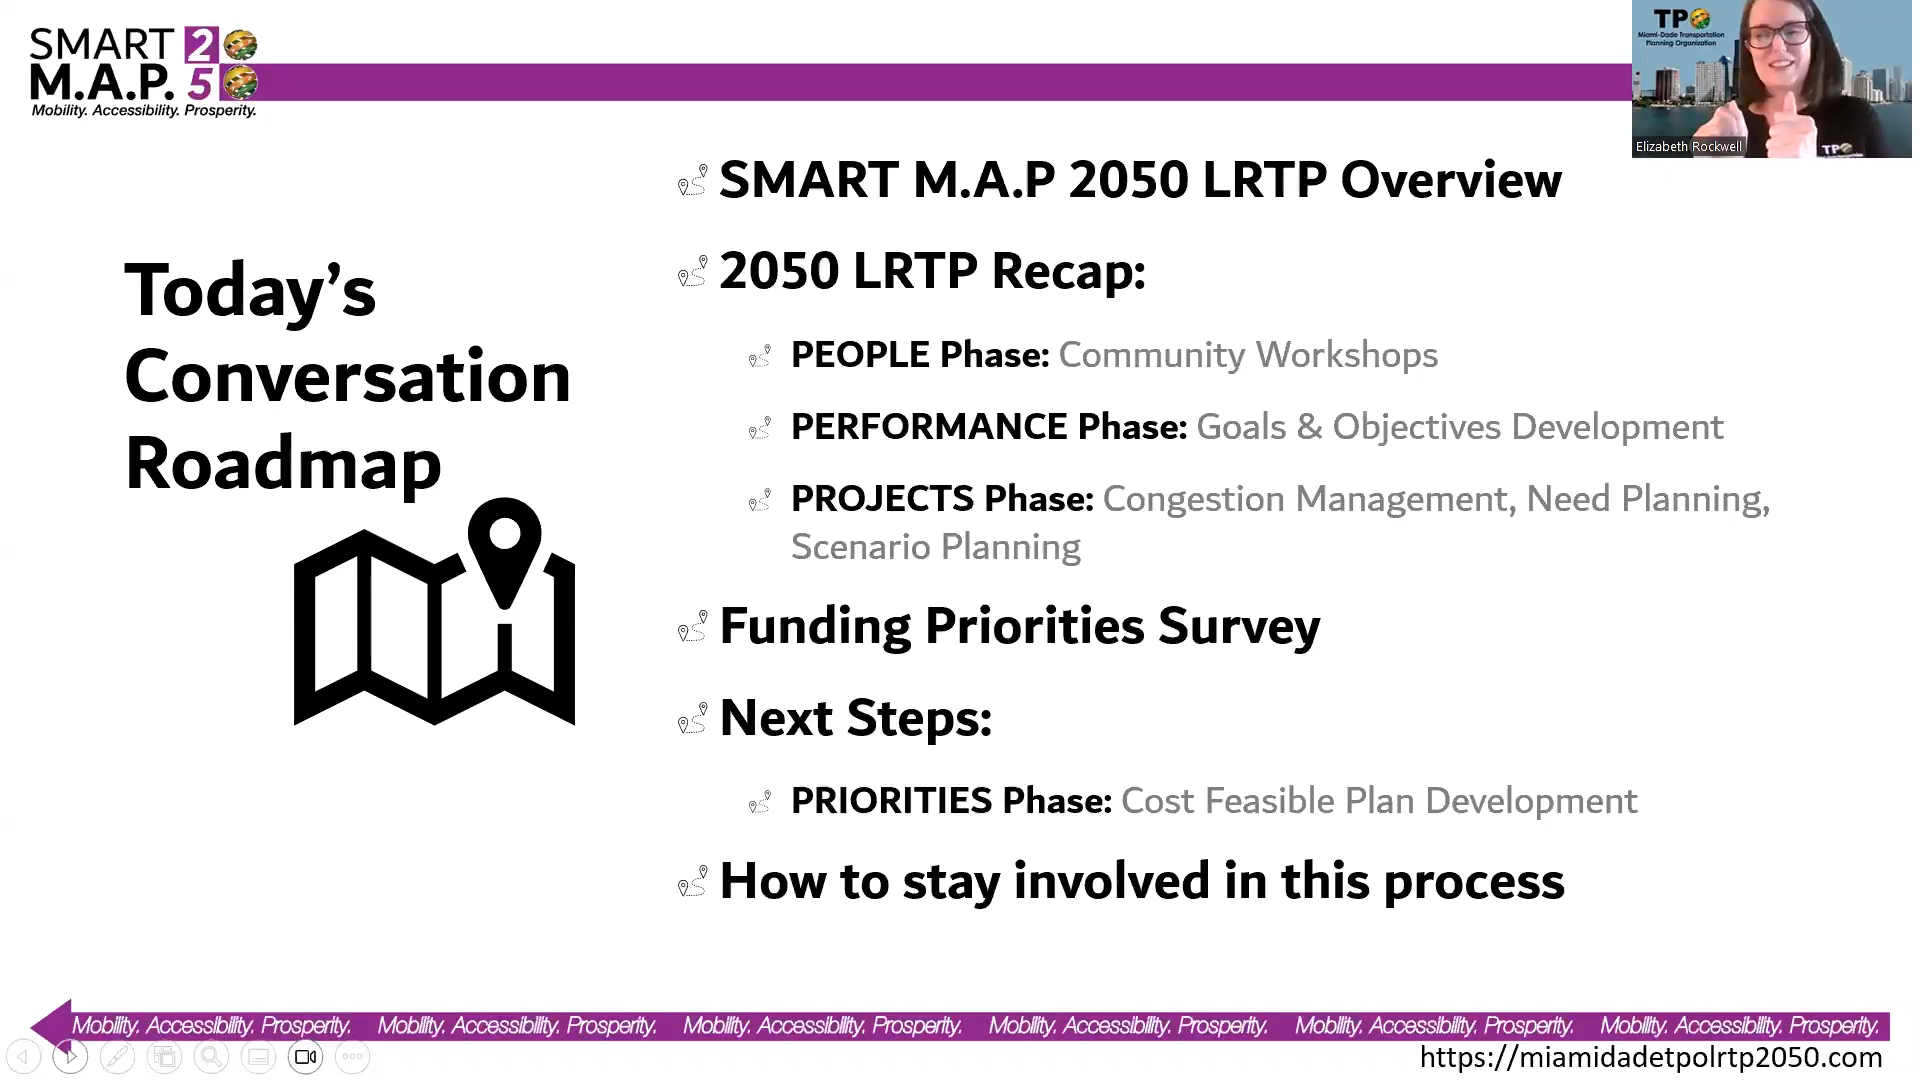 SMART 20
M.A.P. 50
Mobility. Accessibility. Prosperity.
TPO
Miami-Dade Transportation
Planning Organization
Elizabeth Rockwell
TPO
Today’s
Conversation
Roadmap
SMART M.A.P 2050 LRTP Overview
2050 LRTP Recap:
PEOPLE Phase: Community Workshops
PERFORMANCE Phase: Goals & Objectives Development
PROJECTS Phase: Congestion Management, Need Planning,
Scenario Planning
Funding Priorities Survey
Next Steps:
PRIORITIES Phase: Cost Feasible Plan Development
How to stay involved in this process
Mobility. Accessibility. Prosperity. Mobility. Accessibility. Prosperity. Mobility. Accessibility. Prosperity. Mobility. Accessibility. Prosperity. Mobility. Accessibility. Prosperity. Mobility. Accessibility. Prosperity.
https://miamidadetpolrtp2050.com